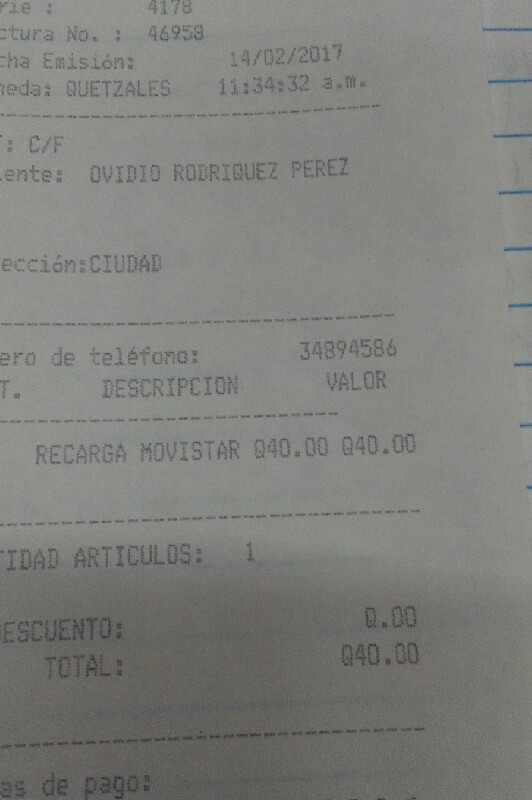 rie : 4178
ctura No. : 46958
cha Emisión: 14/02/2017
neda: QUETZALES 11:34:32 a.m.
T: C/F
iente: OVIDIO RODRIQUEZ PEREZ
ección:CIUDAD
ero de teléfono: 34894586
T. DESCRIPCION VALOR
RECARGA MOVISTAR Q40.00 Q40.00
TIDAD ARTICULOS: 1
DESCUENTO: Q.00
TOTAL: Q40.00
as de pago: